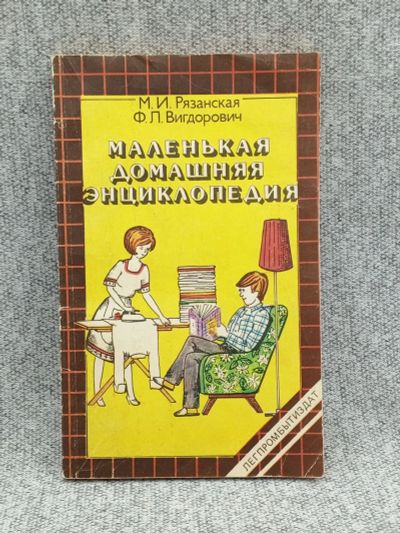 М. И. Рязанская
Ф. Л. Вигдорович
МАЛЕНЬКАЯ
ДОМАШНЯЯ
ЭНЦИКЛОПЕДИЯ
ЛЕГПРОМБЫТИЗДАТ